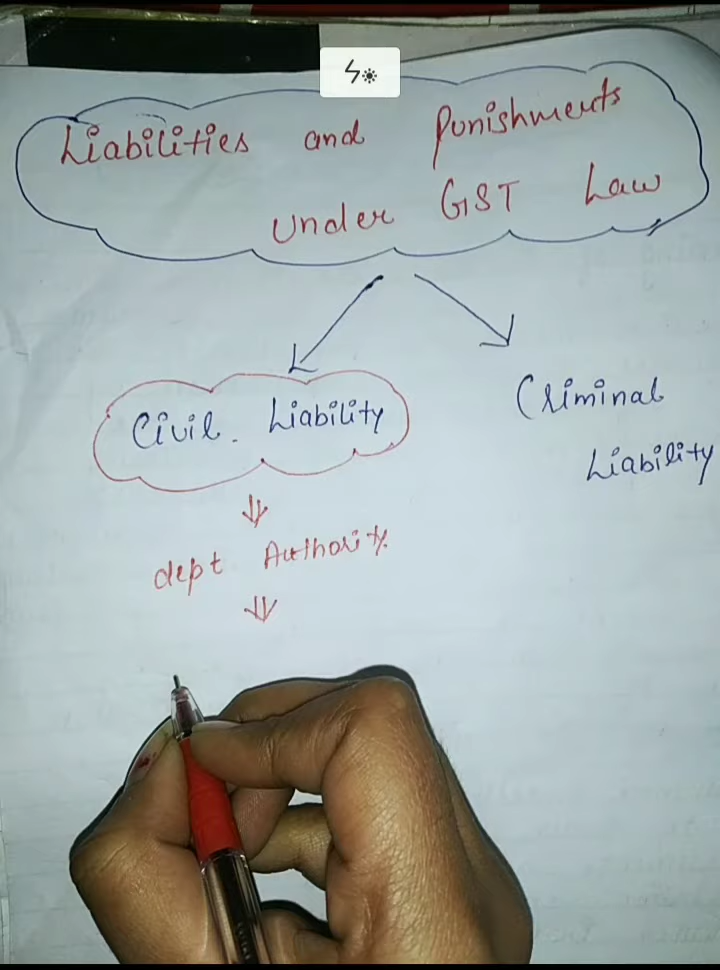 Liabilities and Punishments
under GST Law
Civil Liability
Criminal
Liability
dept Authority